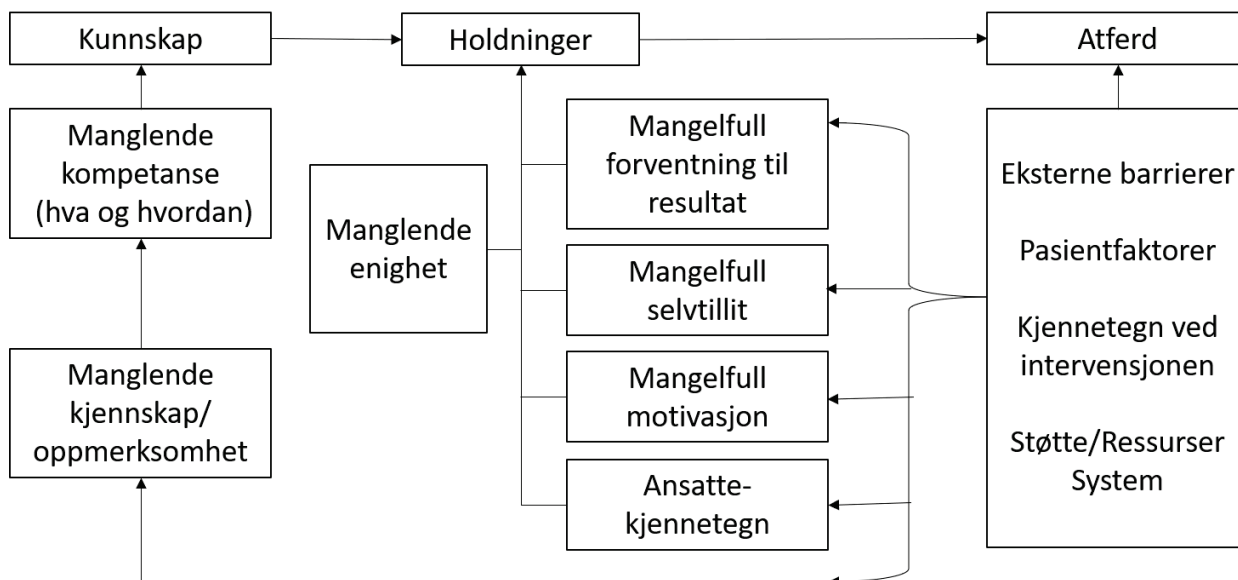 Kunnskap
Holdninger
Atferd
Manglende
kompetanse
(hva og hvordan)
Manglende
kjennskap/
oppmerksomhet
Manglende
enighet
Mangelfull
forventning til
resultat
Mangelfull
selvtillit
Mangelfull
motivasjon
Ansatte-
kjennetegn
Eksterne barrierer
Pasientfaktorer
Kjennetegn ved
intervensjonen
Støtte/Ressurser
System